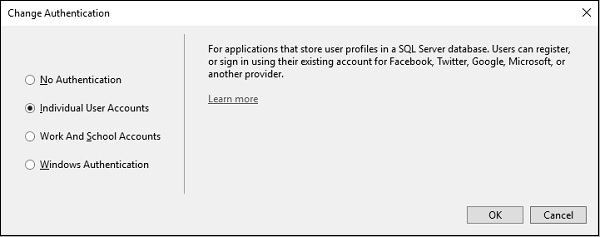 Change Authentication
No Authentication
Individual User Accounts
Work And School Accounts
Windows Authentication
For applications that store user profiles in a SQL Server database. Users can register,
or sign in using their existing account for Facebook, Twitter, Google, Microsoft, or
another provider.
Learn more
OK
Cancel